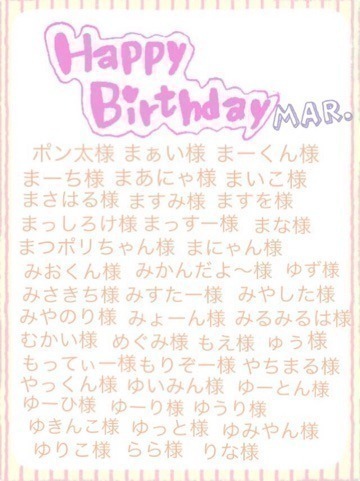 Happy
Birthday MAR.
ポン太様 まぁい様 まーくん様
まーち様 まあにゃ様 まいこ様
まさはる様 ますみ様 ますを様
まっしろけ様 まっすー様 まな様
まつポリちゃん様 まにゃん様
みおくん様 みかんだよ～様 ゆず様
みさきち様 みすたー様 みやした様
みやのり様 みょーん様 みるみるは様
むかい様 めぐみ様 もえ様 ゆぅ様
もってぃー様 もりぞー様 やちまる様
やっくん様 ゆいみん様 ゆーとん様
ゆーひ様 ゆーり様 ゆうり様
ゆきんこ様 ゆっと様 ゆみやん様
ゆりこ様 らら様 りな様